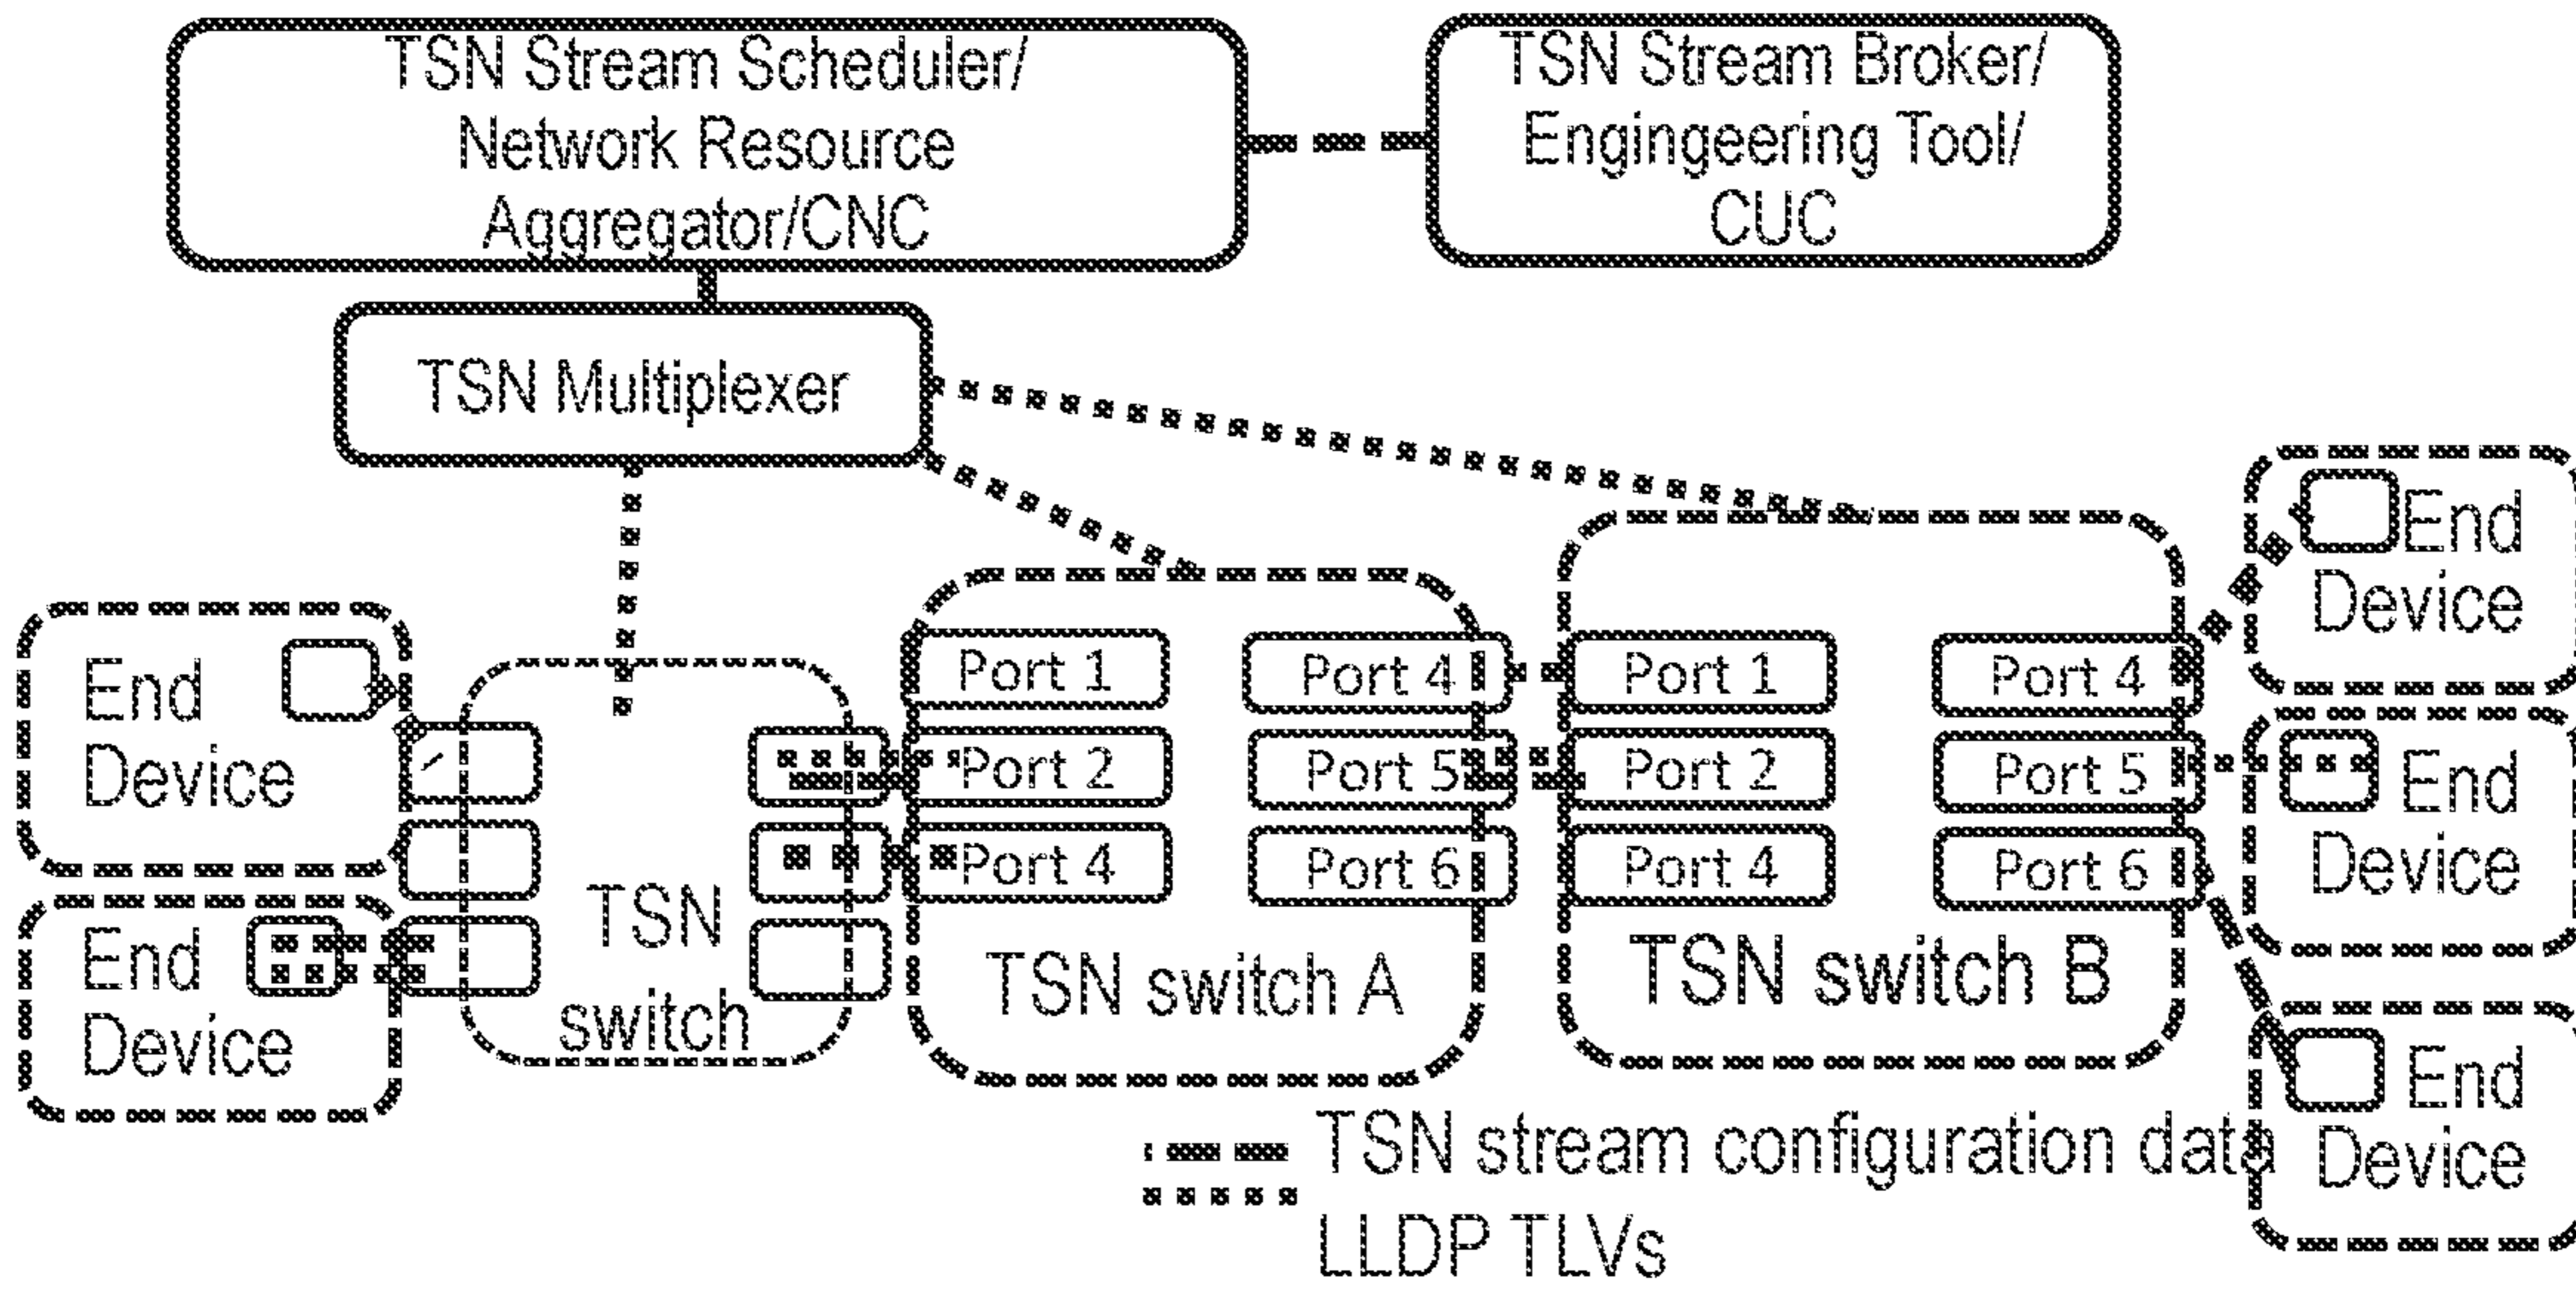 TSN Stream Scheduler/
Network Resource
Aggregator/CNC
TSN Stream Broker/
Engingeering Tool/
CUC
TSN Multiplexer
End
Device
End
Device
TSN
switch
Port 1
Port 2
Port 4
Port 4
Port 5
Port 6
TSN switch A
Port 1
Port 2
Port 4
Port 4
Port 5
Port 6
TSN switch B
End
Device
End
Device
End
Device
TSN stream configuration data
LLDP TLVs